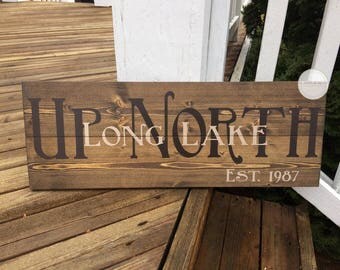 Up North
Long Lake
Est. 1987